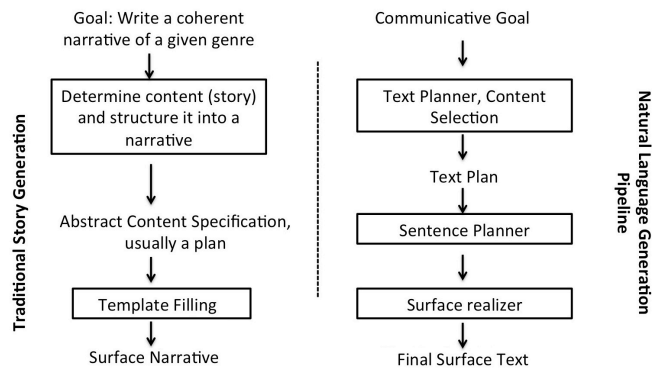 Goal: Write a coherent
narrative of a given genre
Determine content (story)
and structure it into a
narrative
Abstract Content Specification,
usually a plan
Template Filling
Surface Narrative
Traditional Story Generation
Communicative Goal
Text Planner, Content
Selection
Text Plan
Sentence Planner
Surface realizer
Final Surface Text
Natural Language Generation
Pipeline